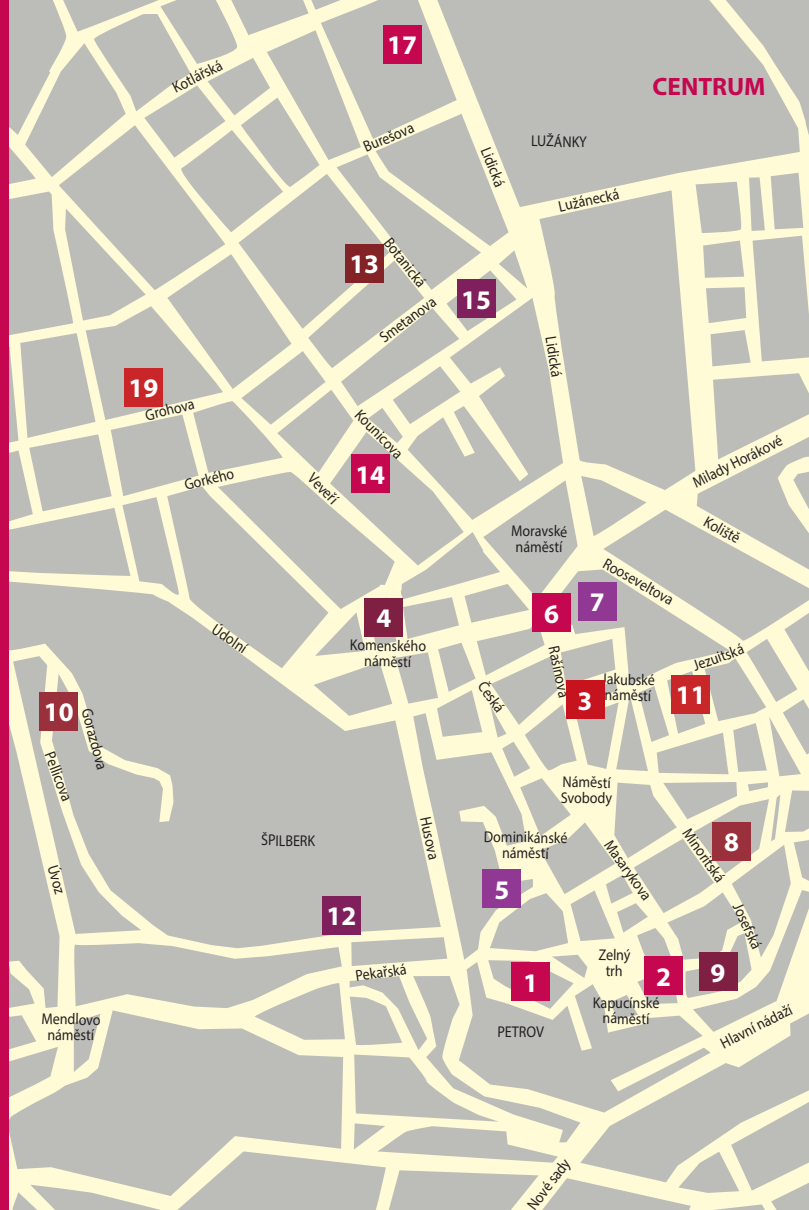 17
CENTRUM
Kotlářská
Burešova
LUŽÁNKY
Lidická
Lužánecká
13
Botanická
15
Smetanova
Lidická
19
Grohova
Kounicova
14
Gorkého
Veveří
Milady Horákové
Koliště
Moravské
náměstí
Rooseveltova
6
7
4
Komenského
náměstí
Údolní
Jezuitská
Rašínova
Jakubské
náměstí
3
11
Česká
10
Gorazdova
Pellicova
Náměstí
Svobody
Husova
ŠPILBERK
Dominikánské
náměstí
Masarykova
Minoritská
8
Úvoz
5
12
Josefská
Zelný
trh
2
9
Pekařská
1
Kapucínské
náměstí
Mendlovo
náměstí
PETROV
Hlavní nádaží
Nové sady